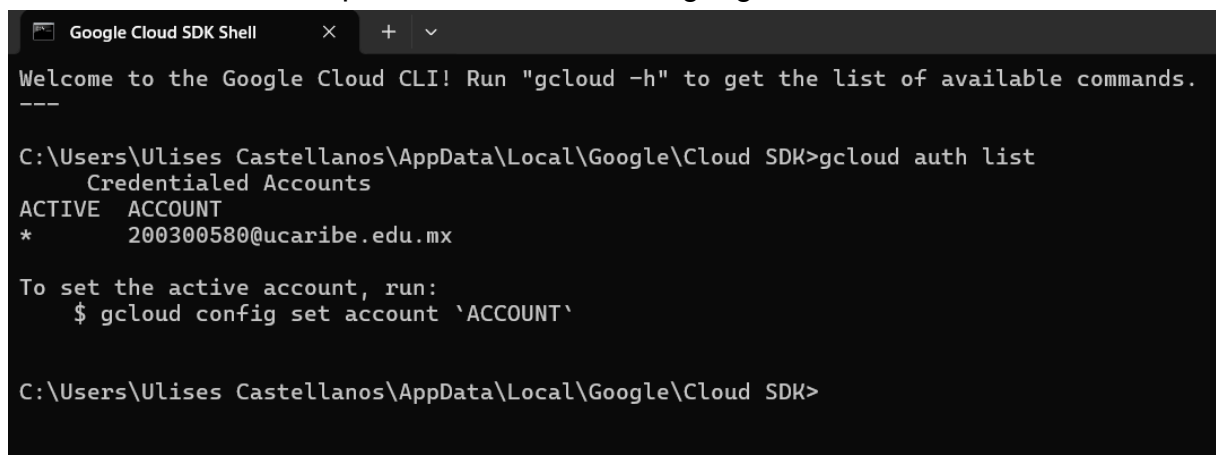 Google Cloud SDK Shell
Welcome to the Google Cloud CLI! Run "gcloud -h" to get the list of available commands.
---
C:\Users\Ulises Castellanos\AppData\Local\Google\Cloud SDK>gcloud auth list
Credentialed Accounts
ACTIVE ACCOUNT
* 200300580@ucaribe.edu.mx
To set the active account, run:
$ gcloud config set account `ACCOUNT`
C:\Users\Ulises Castellanos\AppData\Local\Google\Cloud SDK>